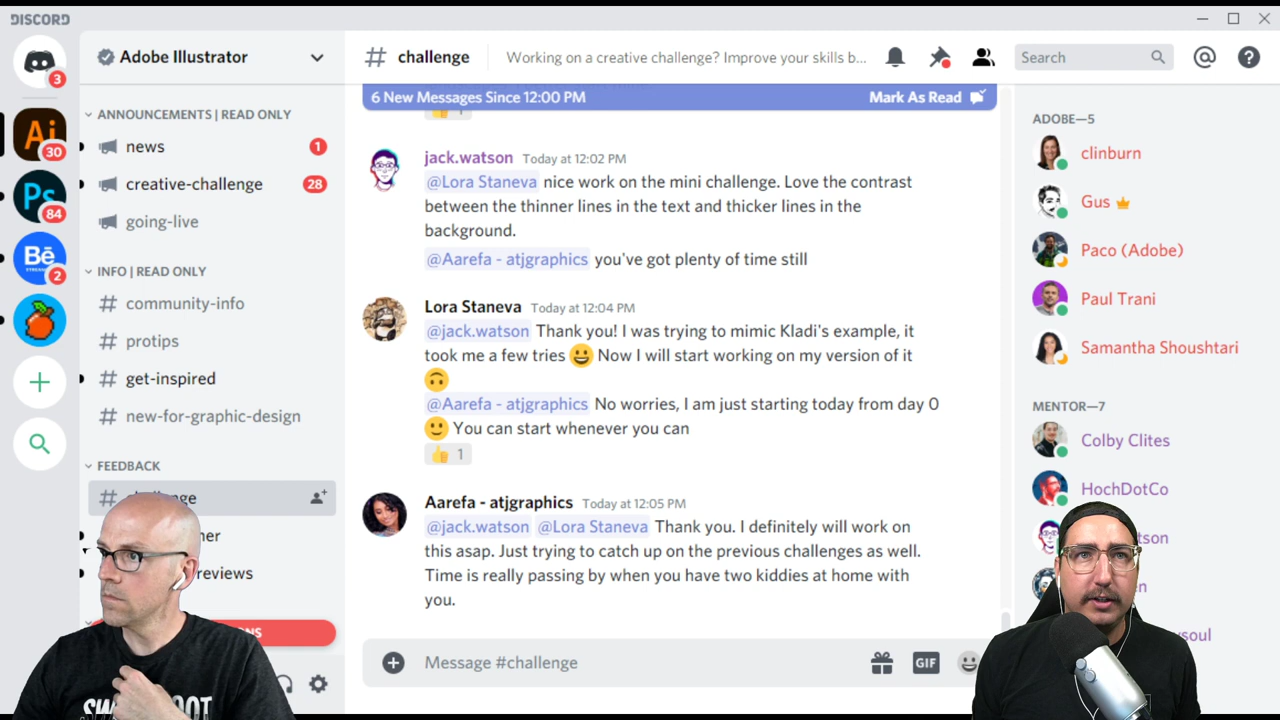 DISCORD
3
Ai
30
Ps
84
Bē
2
Adobe Illustrator
ANNOUNCEMENTS | READ ONLY
news
1
creative-challenge
28
going-live
INFO | READ ONLY
community-info
protips
get-inspired
new-for-graphic-design
FEEDBACK
challenge
challenge
Working on a creative challenge? Improve your skills b...
Search
6 New Messages Since 12:00 PM
Mark As Read
jack.watson Today at 12:02 PM
@Lora Staneva nice work on the mini challenge. Love the contrast
between the thinner lines in the text and thicker lines in the
background.
@Aarefa - atjgraphics you've got plenty of time still
Lora Staneva Today at 12:04 PM
@jack.watson Thank you! I was trying to mimic Kladi's example, it
took me a few tries 😀 Now I will start working on my version of it
🙃
@Aarefa - atjgraphics No worries, I am just starting today from day 0
🙂 You can start whenever you can
👍 1
Aarefa - atjgraphics Today at 12:05 PM
@jack.watson @Lora Staneva Thank you. I definitely will work on
this asap. Just trying to catch up on the previous challenges as well.
Time is really passing by when you have two kiddies at home with
you.
Message #challenge
GIF
ADOBE—5
clinburn
Gus
Paco (Adobe)
Paul Trani
Samantha Shoushtari
MENTOR—7
Colby Clites
HochDotCo